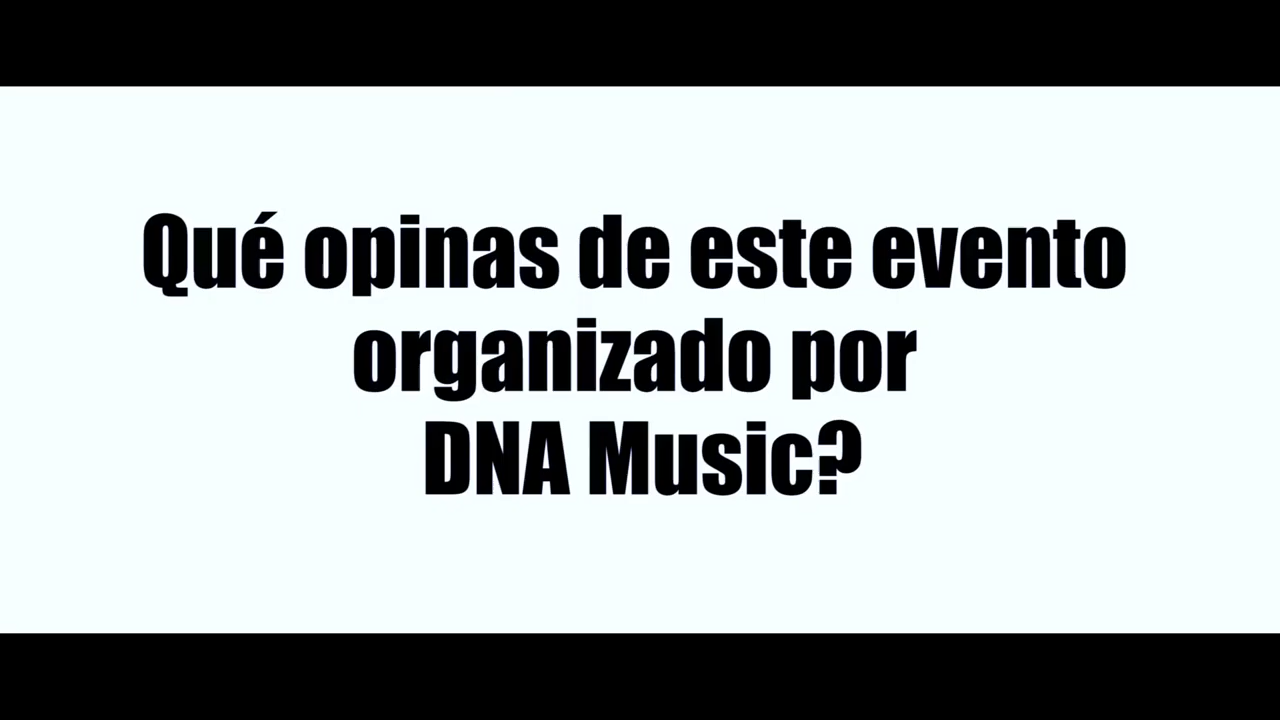 Qué opinas de este evento
organizado por
DNA Music?